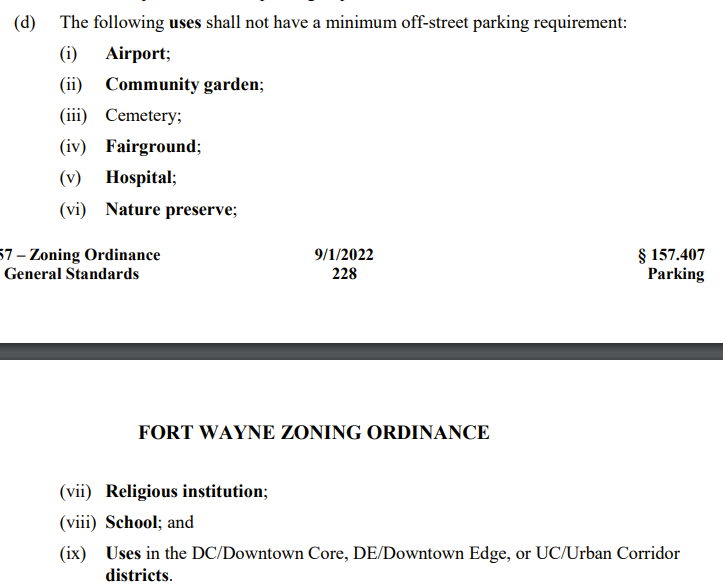 (d) The following uses shall not have a minimum off-street parking requirement:
(i) Airport;
(ii) Community garden;
(iii) Cemetery;
(iv) Fairground;
(v) Hospital;
(vi) Nature preserve;
57 – Zoning Ordinance 9/1/2022 § 157.407
General Standards 228 Parking
FORT WAYNE ZONING ORDINANCE
(vii) Religious institution;
(viii) School; and
(ix) Uses in the DC/Downtown Core, DE/Downtown Edge, or UC/Urban Corridor
districts.